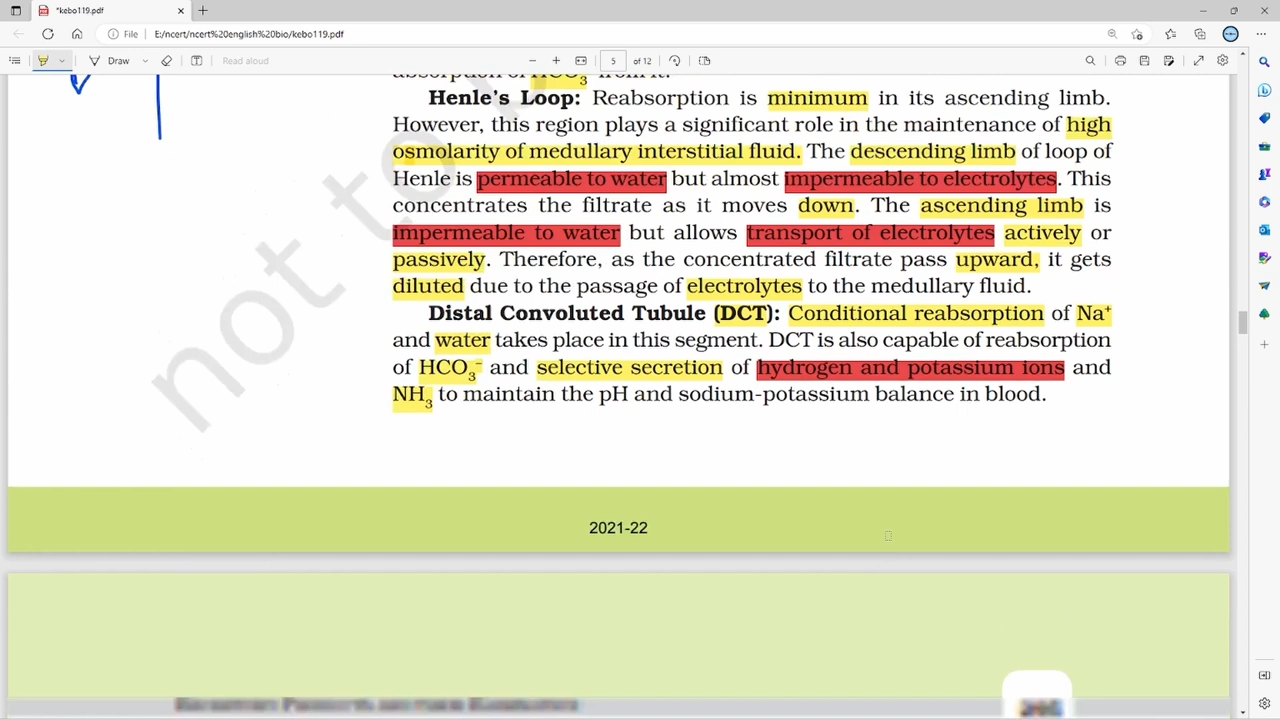 *kebo119.pdf
File E:/ncert/ncert%20english%20bio/kebo119.pdf
Draw Read aloud 5 of 12
absorption of HCO3– from it.
Henle's Loop: Reabsorption is minimum in its ascending limb.
However, this region plays a significant role in the maintenance of high
osmolarity of medullary interstitial fluid. The descending limb of loop of
Henle is permeable to water but almost impermeable to electrolytes. This
concentrates the filtrate as it moves down. The ascending limb is
impermeable to water but allows transport of electrolytes actively or
passively. Therefore, as the concentrated filtrate pass upward, it gets
diluted due to the passage of electrolytes to the medullary fluid.
Distal Convoluted Tubule (DCT): Conditional reabsorption of Na⁺
and water takes place in this segment. DCT is also capable of reabsorption
of HCO₃⁻ and selective secretion of hydrogen and potassium ions and
NH₃ to maintain the pH and sodium-potassium balance in blood.
not to
2021-22